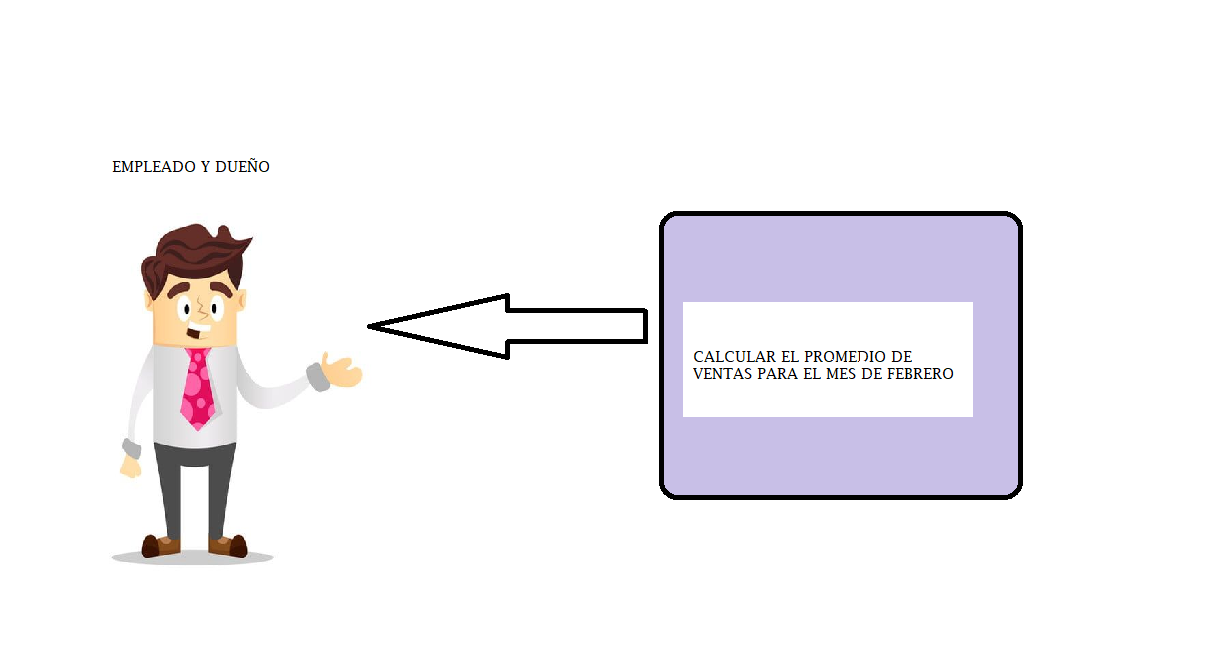 EMPLEADO Y DUEÑO
CALCULAR EL PROMEDIO DE
VENTAS PARA EL MES DE FEBRERO